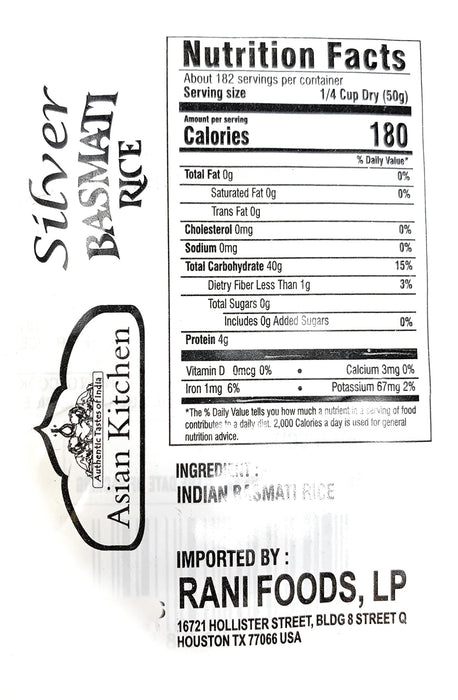 Silver
BASMATI
RICE
Authentic Tastes of India
Asian Kitchen
Nutrition Facts
About 182 servings per container
Serving size 1/4 Cup Dry (50g)
Amount per serving
Calories 180
% Daily Value*
Total Fat 0g 0%
Saturated Fat 0g 0%
Trans Fat 0g
Cholesterol 0mg 0%
Sodium 0mg 0%
Total Carbohydrate 40g 15%
Dietry Fiber Less Than 1g 3%
Total Sugars 0g
Includes 0g Added Sugars 0%
Protein 4g
Vitamin D 0mcg 0% • Calcium 3mg 0%
Iron 1mg 6% • Potassium 67mg 2%
*The % Daily Value tells you how much a nutrient in a serving of food
contributes to a daily diet. 2,000 Calories a day is used for general
nutrition advice.
INGREDIENT :
INDIAN BASMATI RICE
IMPORTED BY :
RANI FOODS, LP
16721 HOLLISTER STREET, BLDG 8 STREET Q
HOUSTON TX 77066 USA